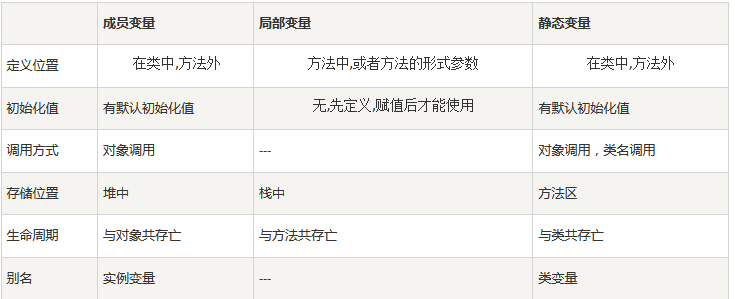 成员变量 局部变量 静态变量
定义位置 在类中,方法外 方法中,或者方法的形式参数 在类中,方法外
初始化值 有默认初始化值 无,先定义,赋值后才能使用 有默认初始化值
调用方式 对象调用 --- 对象调用，类名调用
存储位置 堆中 栈中 方法区
生命周期 与对象共存亡 与方法共存亡 与类共存亡
别名 实例变量 --- 类变量